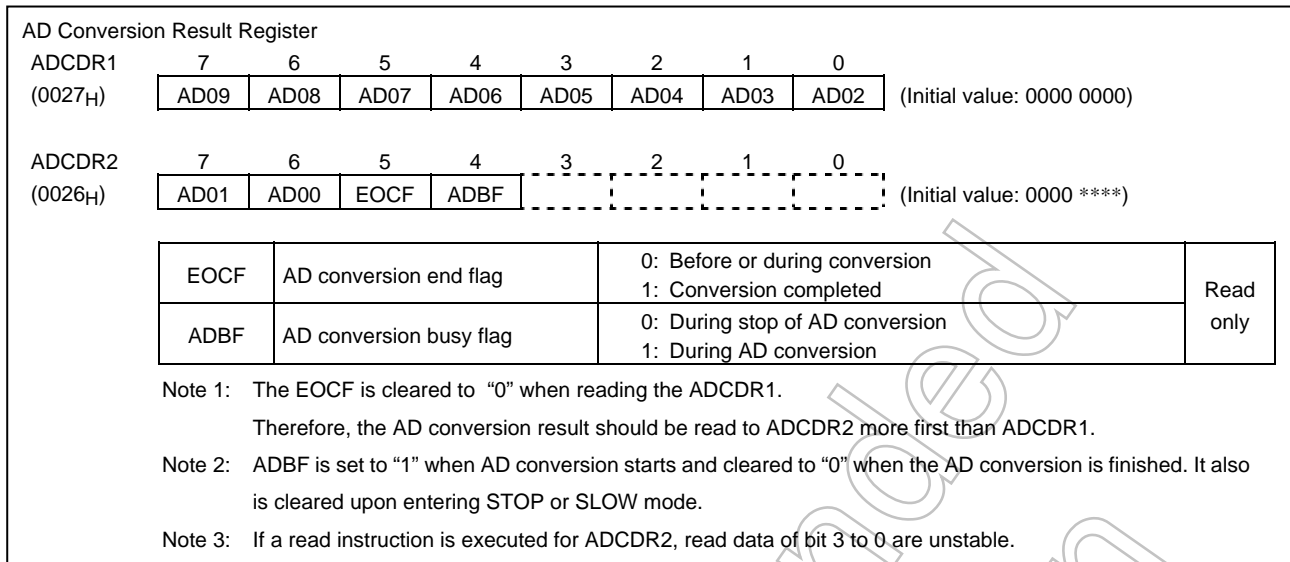 AD Conversion Result Register
ADCDR1 7 6 5 4 3 2 1 0
(0027H) AD09 AD08 AD07 AD06 AD05 AD04 AD03 AD02 (Initial value: 0000 0000)
ADCDR2 7 6 5 4 3 2 1 0
(0026H) AD01 AD00 EOCF ADBF (Initial value: 0000 ****)
EOCF AD conversion end flag 0: Before or during conversion
1: Conversion completed
ADBF AD conversion busy flag 0: During stop of AD conversion
1: During AD conversion
Read
only
Note 1: The EOCF is cleared to “0” when reading the ADCDR1.
Therefore, the AD conversion result should be read to ADCDR2 more first than ADCDR1.
Note 2: ADBF is set to “1” when AD conversion starts and cleared to “0” when the AD conversion is finished. It also
is cleared upon entering STOP or SLOW mode.
Note 3: If a read instruction is executed for ADCDR2, read data of bit 3 to 0 are unstable.